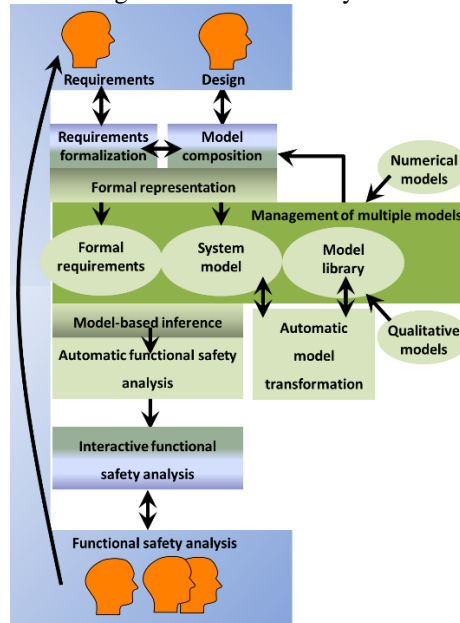 Requirements
Design
Requirements
formalization
Model
composition
Formal representation
Numerical
models
Management of multiple models
Formal
requirements
System
model
Model
library
Model-based inference
Automatic functional safety
analysis
Automatic
model
transformation
Qualitative
models
Interactive functional
safety analysis
Functional safety analysis